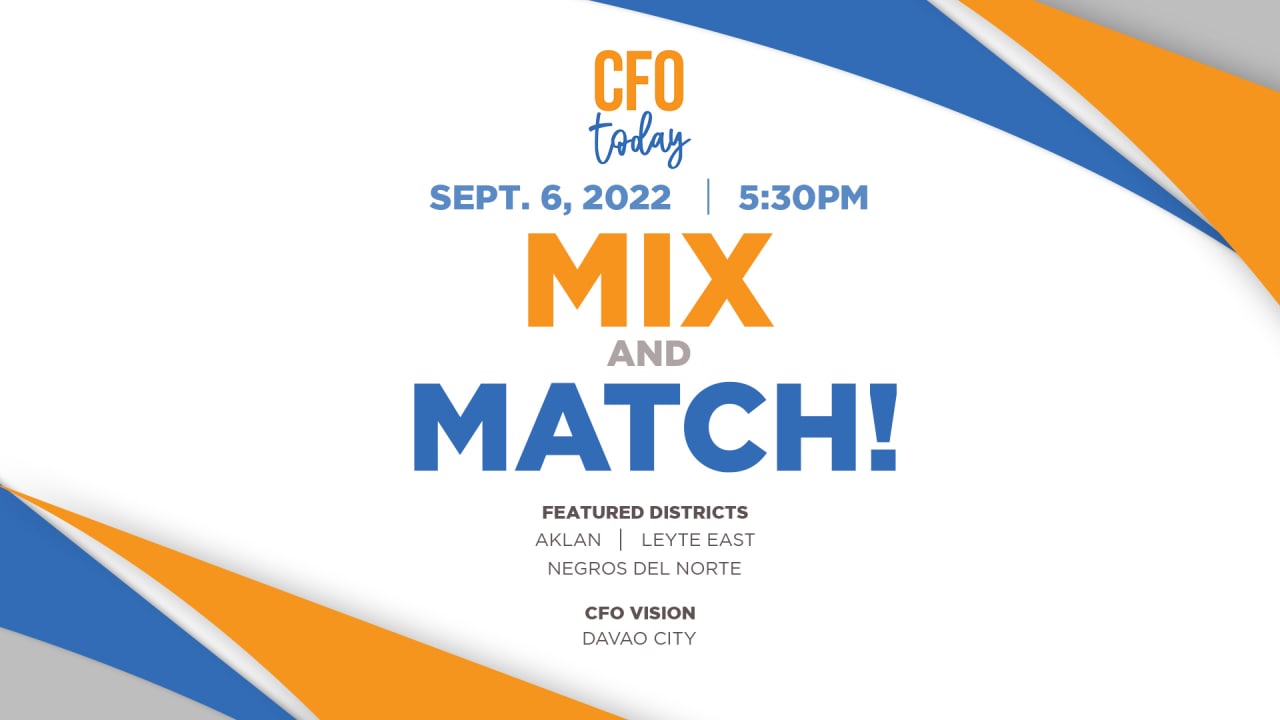 CFO
today
SEPT. 6, 2022 | 5:30PM
MIX
AND
MATCH!
FEATURED DISTRICTS
AKLAN | LEYTE EAST
NEGROS DEL NORTE
CFO VISION
DAVAO CITY